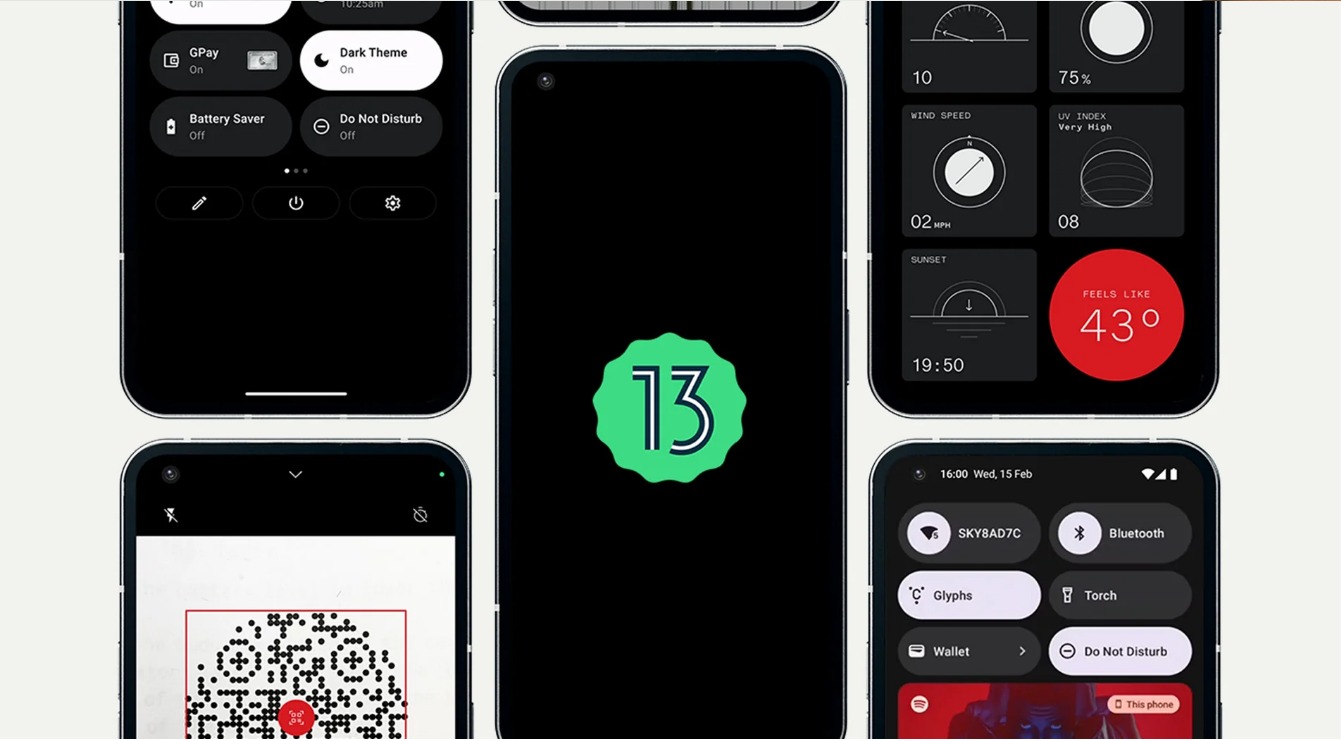 On
10:25am
GPay
On
Dark Theme
On
Battery Saver
Off
Do Not Disturb
Off
10
75%
WIND SPEED
N
02 MPH
UV INDEX
Very High
08
SUNSET
19:50
FEELS LIKE
43°
13
16:00 Wed, 15 Feb
5
SKY8AD7C
Bluetooth
Glyphs
Torch
Wallet
Do Not Disturb
This phone